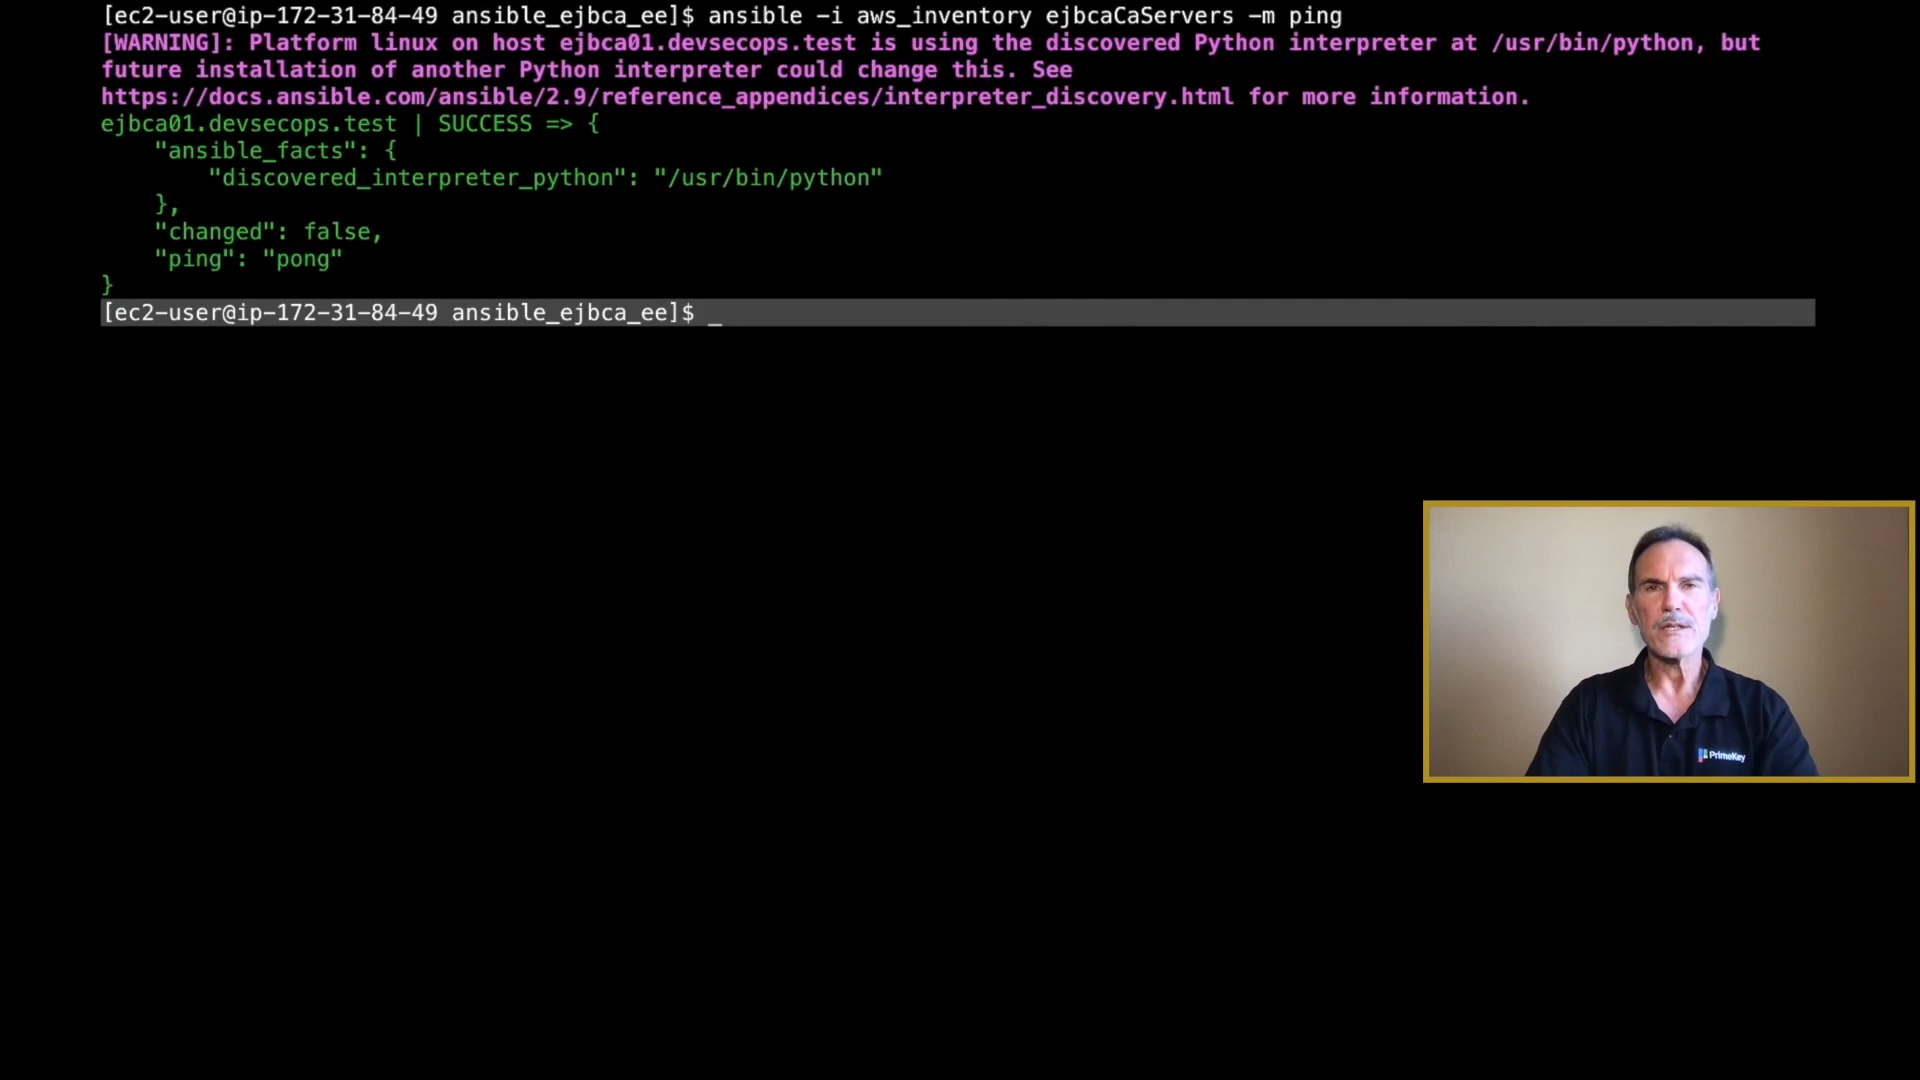 [ec2-user@ip-172-31-84-49 ansible_ejbca_ee]$ ansible -i aws_inventory ejbcaCaServers -m ping
[WARNING]: Platform linux on host ejbca01.devsecops.test is using the discovered Python interpreter at /usr/bin/python, but
future installation of another Python interpreter could change this. See
https://docs.ansible.com/ansible/2.9/reference_appendices/interpreter_discovery.html for more information.
ejbca01.devsecops.test | SUCCESS => {
    "ansible_facts": {
        "discovered_interpreter_python": "/usr/bin/python"
    },
    "changed": false,
    "ping": "pong"
}
[ec2-user@ip-172-31-84-49 ansible_ejbca_ee]$ _
PrimeKey